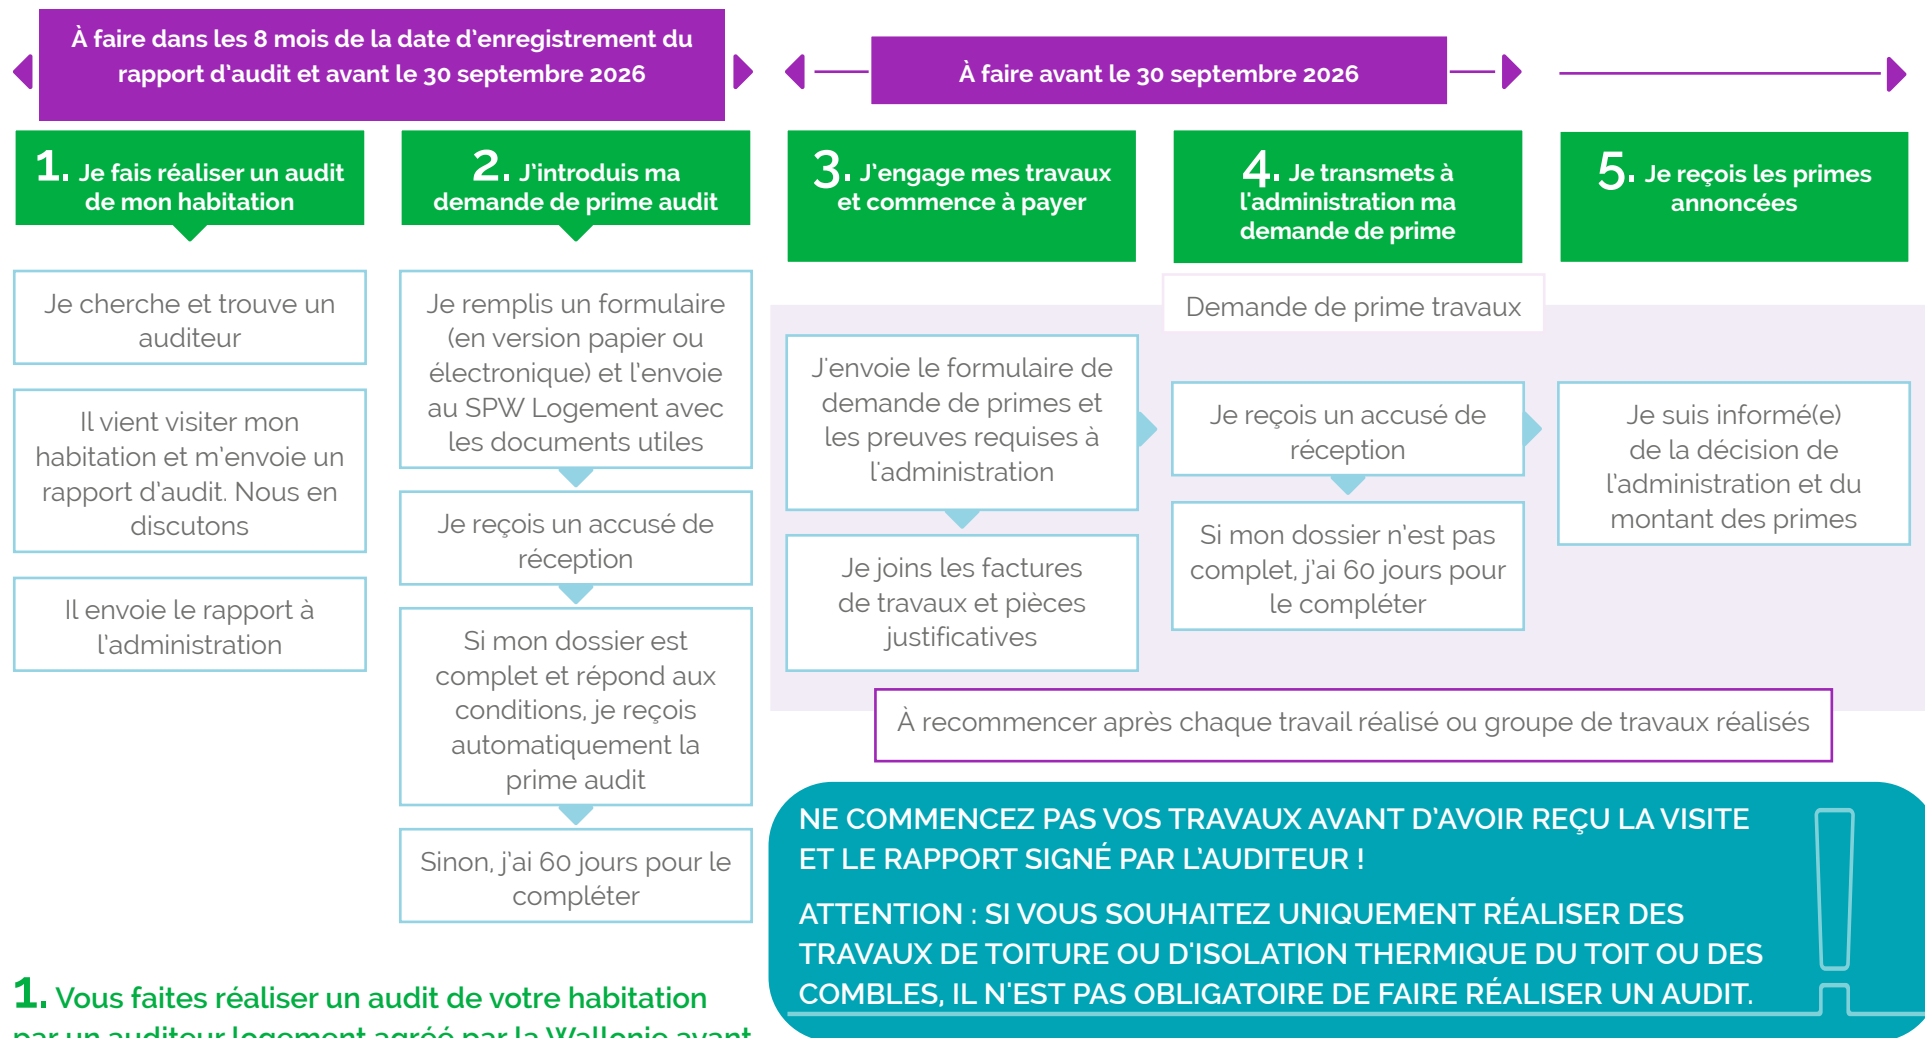 À faire dans les 8 mois de la date d'enregistrement du
rapport d'audit et avant le 30 septembre 2026
À faire avant le 30 septembre 2026
1. Je fais réaliser un audit
de mon habitation
Je cherche et trouve un
auditeur
Il vient visiter mon
habitation et m'envoie un
rapport d'audit. Nous en
discutons
Il envoie le rapport à
l'administration
2. J'introduis ma
demande de prime audit
Je remplis un formulaire
(en version papier ou
électronique) et l'envoie
au SPW Logement avec
les documents utiles
Je reçois un accusé de
réception
Si mon dossier est
complet et répond aux
conditions, je reçois
automatiquement la
prime audit
Sinon, j'ai 60 jours pour le
compléter
3. J'engage mes travaux
et commence à payer
4. Je transmets à
l'administration ma
demande de prime
5. Je reçois les primes
annoncées
Demande de prime travaux
J'envoie le formulaire de
demande de primes et
les preuves requises à
l'administration
Je joins les factures
de travaux et pièces
justificatives
Je reçois un accusé de
réception
Si mon dossier n'est pas
complet, j'ai 60 jours pour
le compléter
Je suis informé(e)
de la décision de
l'administration et du
montant des primes
À recommencer après chaque travail réalisé ou groupe de travaux réalisés
NE COMMENCEZ PAS VOS TRAVAUX AVANT D'AVOIR REÇU LA VISITE
ET LE RAPPORT SIGNÉ PAR L'AUDITEUR !
ATTENTION : SI VOUS SOUHAITEZ UNIQUEMENT RÉALISER DES
TRAVAUX DE TOITURE OU D'ISOLATION THERMIQUE DU TOIT OU DES
COMBLES, IL N'EST PAS OBLIGATOIRE DE FAIRE RÉALISER UN AUDIT.
1. Vous faites réaliser un audit de votre habitation
par un auditeur logement agréé par la Wallonie avant